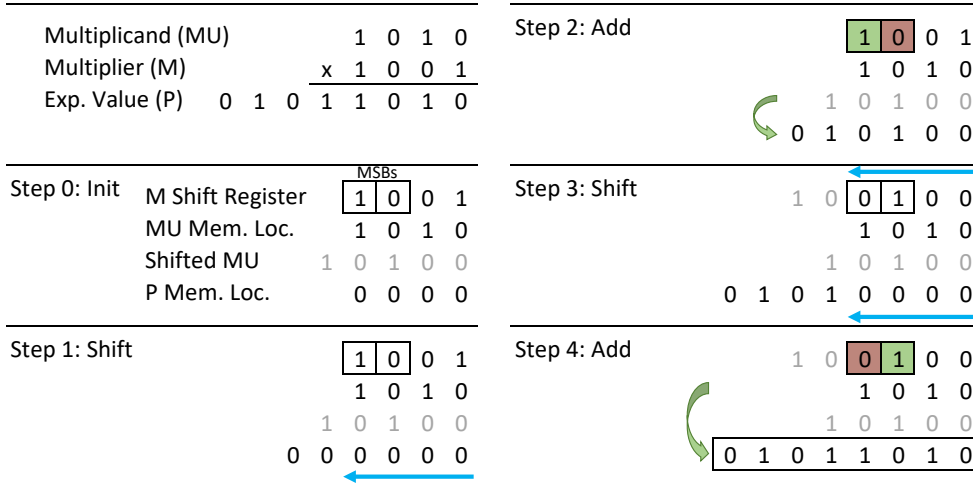 Multiplicand (MU) 1 0 1 0
Multiplier (M) x 1 0 0 1
Exp. Value (P) 0 1 0 1 1 0 1 0
Step 0: Init
MSBs
M Shift Register 1 0 0 1
MU Mem. Loc. 1 0 1 0
Shifted MU 1 0 1 0 0
P Mem. Loc. 0 0 0 0
Step 1: Shift 1 0 0 1
1 0 1 0
1 0 1 0 0
0 0 0 0 0 0
Step 2: Add 1 0 0 1
1 0 1 0
1 0 1 0 0
0 1 0 1 0 0
Step 3: Shift 1 0 0 1 0 0
1 0 1 0
1 0 1 0 0
0 1 0 1 0 0 0 0
Step 4: Add 1 0 0 1 0 0
1 0 1 0
1 0 1 0 0
0 1 0 1 1 0 1 0